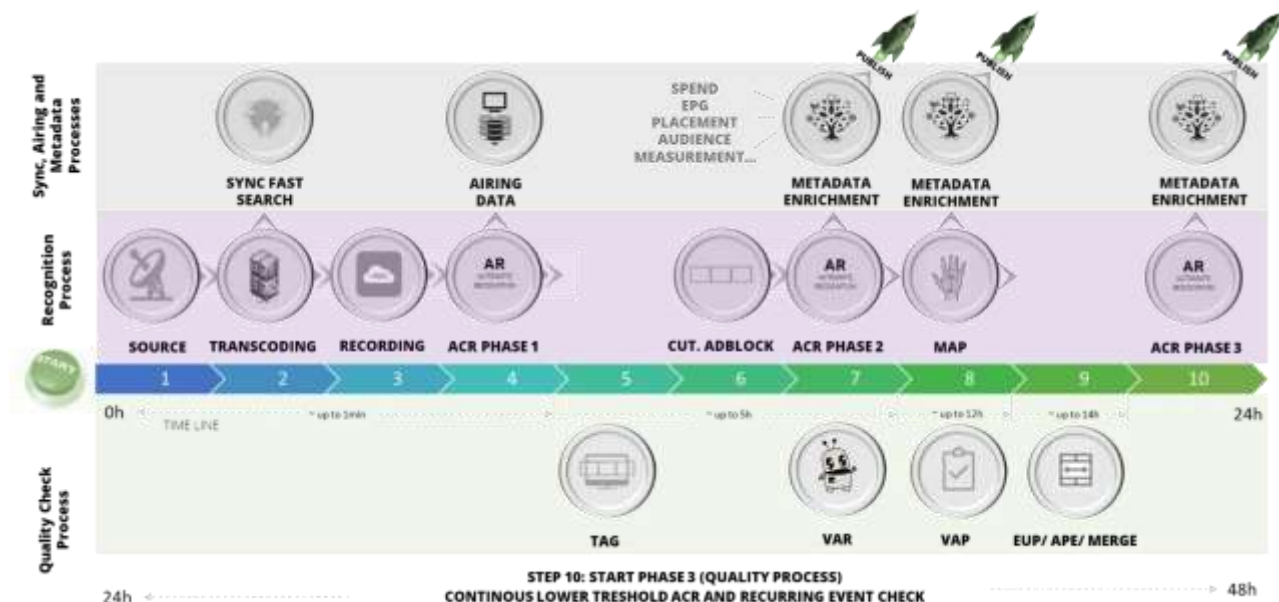 PUBLISH
PUBLISH
PUBLISH
Sync, Airing and
Metadata
Processes
SPEND
EPG
PLACEMENT
AUDIENCE
MEASUREMENT...
SYNC FAST
SEARCH
AIRING
DATA
METADATA
ENRICHMENT
METADATA
ENRICHMENT
METADATA
ENRICHMENT
Recognition
Process
AR
AR
AR
SOURCE
TRANSCODING
RECORDING
ACR PHASE 1
CUT. ADBLOCK
ACR PHASE 2
MAP
ACR PHASE 3
START
1
2
3
4
5
6
7
8
9
10
0h
~ up to 1min
~ up to 5h
~ up to 12h
~ up to 14h
24h
TIME LINE
Quality Check
Process
TAG
VAR
VAP
EUP/ APE/ MERGE
STEP 10: START PHASE 3 (QUALITY PROCESS)
24h
CONTINOUS LOWER TRESHOLD ACR AND RECURRING EVENT CHECK
48h